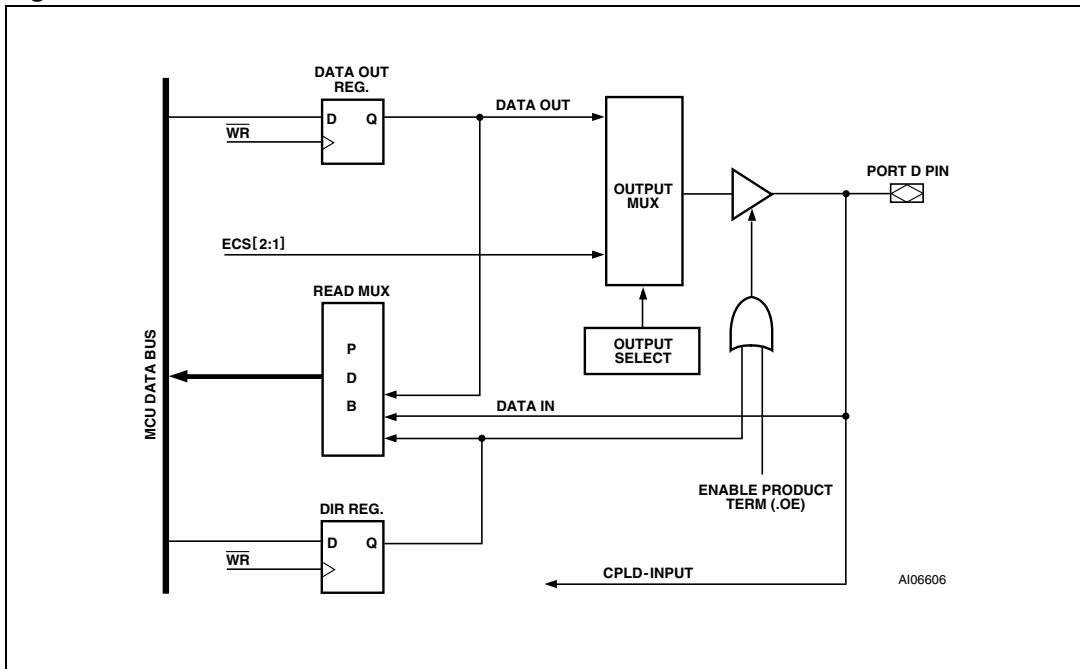 DATA OUT
REG.
D Q
WR
DATA OUT
OUTPUT
MUX
PORT D PIN
ECS[2:1]
READ MUX
P
D
B
OUTPUT
SELECT
MCU DATA BUS
DATA IN
ENABLE PRODUCT
TERM (.OE)
DIR REG.
D Q
WR
CPLD-INPUT
AI06606